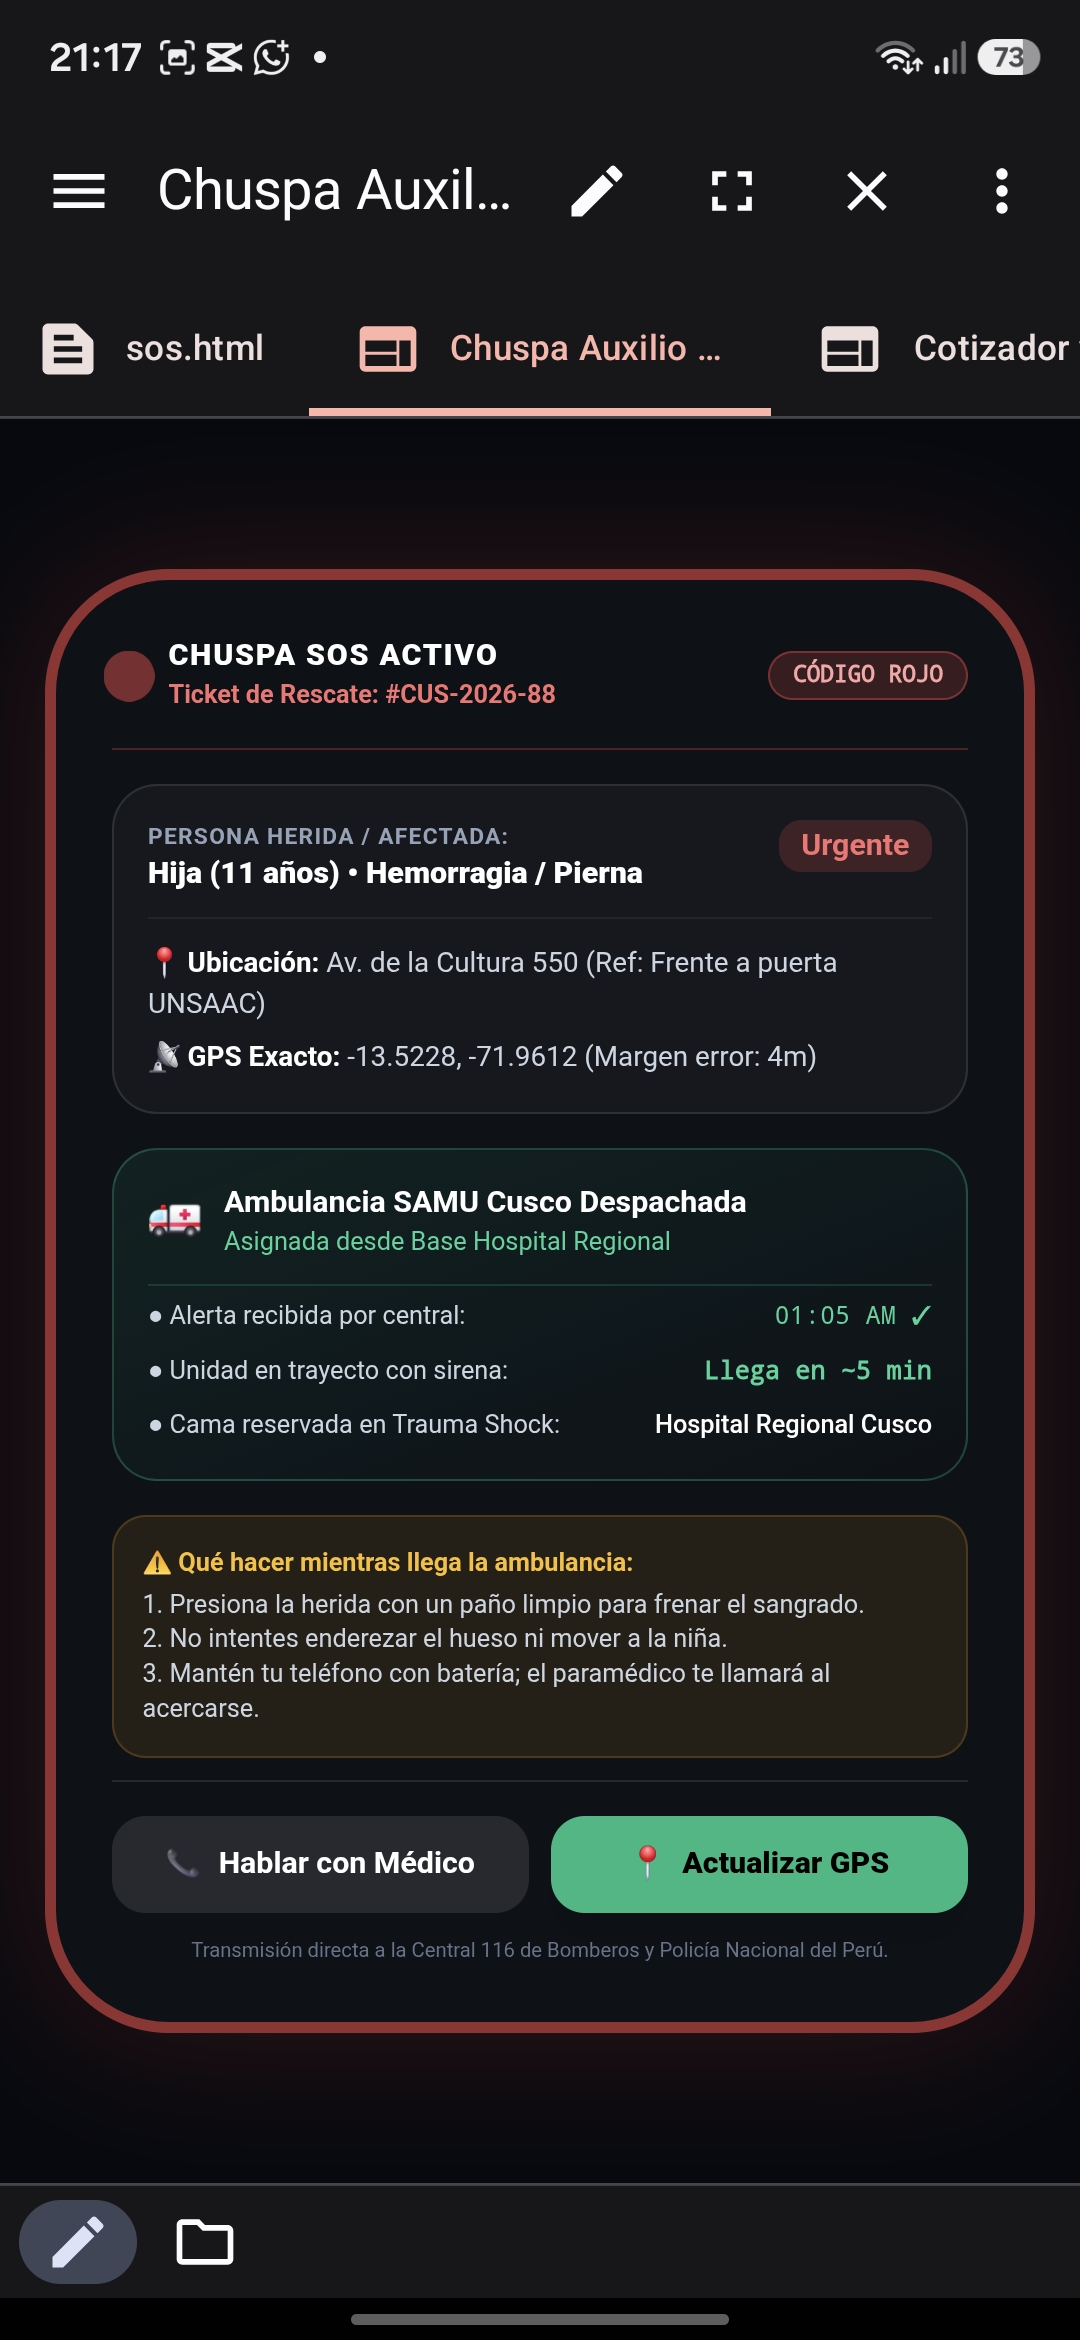 21:17
73
Chuspa Auxil...
sos.html
Chuspa Auxilio ...
Cotizador
CHUSPA SOS ACTIVO
Ticket de Rescate: #CUS-2026-88
CÓDIGO ROJO
PERSONA HERIDA / AFECTADA:
Urgente
Hija (11 años) • Hemorragia / Pierna
📍 Ubicación: Av. de la Cultura 550 (Ref: Frente a puerta
UNSAAC)
📡 GPS Exacto: -13.5228, -71.9612 (Margen error: 4m)
🚑 Ambulancia SAMU Cusco Despachada
Asignada desde Base Hospital Regional
● Alerta recibida por central: 01:05 AM ✓
● Unidad en trayecto con sirena: Llega en ~5 min
● Cama reservada en Trauma Shock: Hospital Regional Cusco
⚠️ Qué hacer mientras llega la ambulancia:
1. Presiona la herida con un paño limpio para frenar el sangrado.
2. No intentes enderezar el hueso ni mover a la niña.
3. Mantén tu teléfono con batería; el paramédico te llamará al
acercarse.
📞 Hablar con Médico
📍 Actualizar GPS
Transmisión directa a la Central 116 de Bomberos y Policía Nacional del Perú.